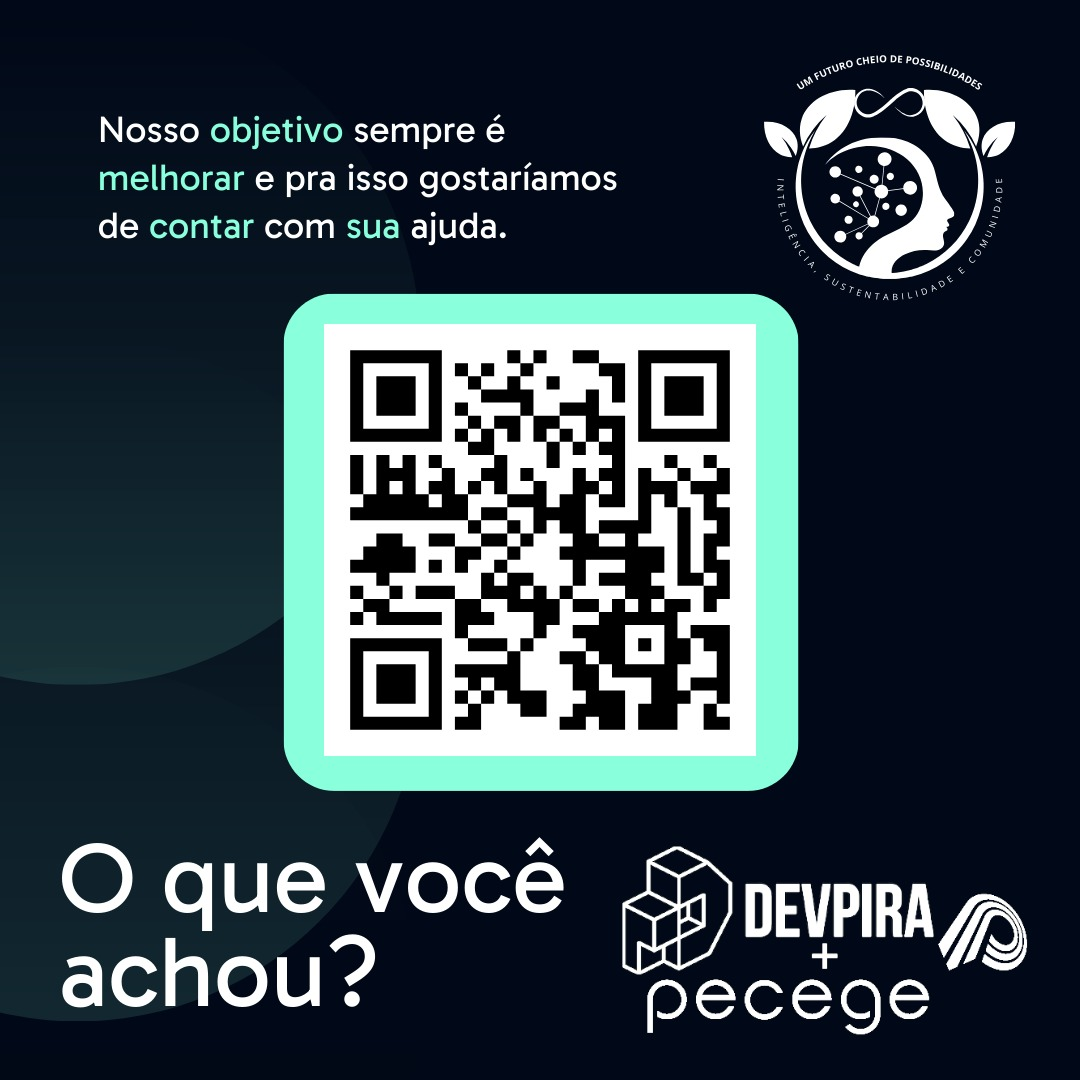 UM FUTURO CHEIO DE POSSIBILIDADES
Nosso objetivo sempre é
melhorar e pra isso gostaríamos
de contar com sua ajuda.
INTELIGÊNCIA, SUSTENTABILIDADE E COMUNIDADE
O que você
achou?
DEVPIRA
+
pecege